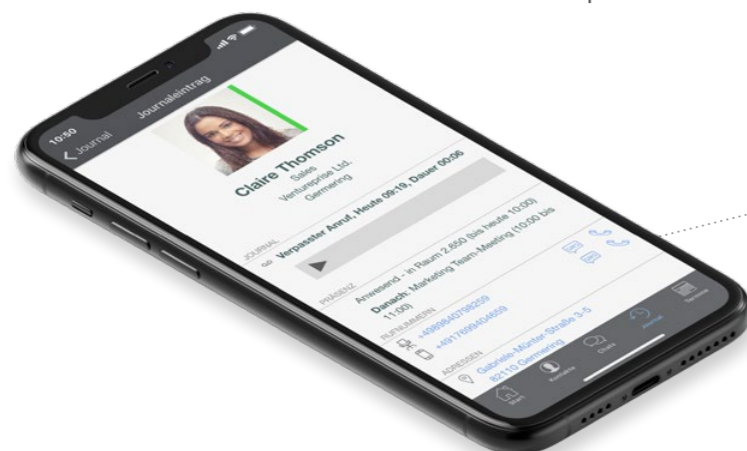 10:50
Journal
Journaleintrag
Claire Thomson
Sales
Ventureprise Ltd.
Germering
JOURNAL
Verpasster Anruf, Heute 09:19, Dauer 00:06
PRÄSENZ
Anwesend - in Raum 2.650 (bis heute 10:00)
Danach: Marketing Team-Meeting (10:00 bis
11:00)
RUFNUMMERN
+4989840798259
+4917699404659
ADRESSEN
Gabriele-Münter-Straße 3-5
82110 Germering
Start
Kontakte
Chats
Journal
Termine